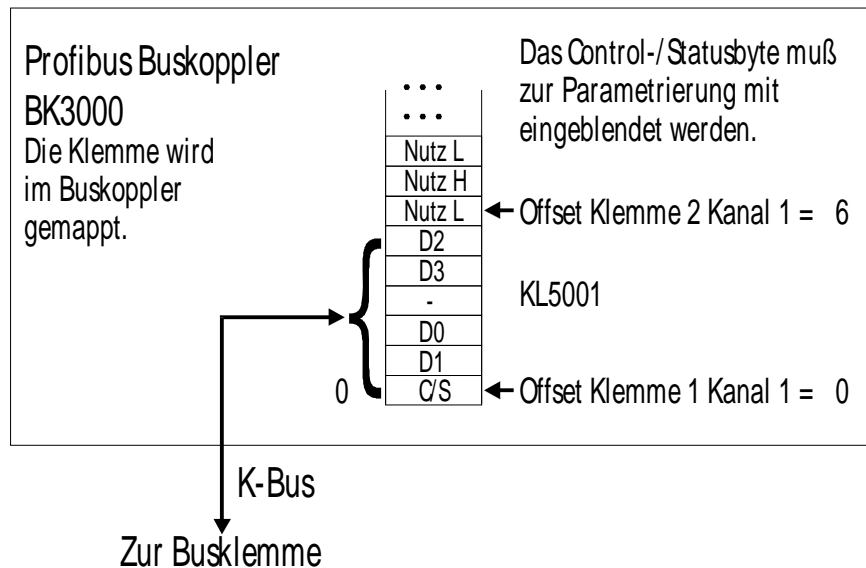 Profibus Buskoppler
BK3000
Die Klemme wird
im Buskoppler
gemappt.
Das Control-/Statusbyte muß
zur Parametrierung mit
eingeblendet werden.
...
...
Nutz L
Nutz H
Nutz L
Offset Klemme 2 Kanal 1 = 6
D2
D3
-
KL5001
D0
D1
0
C/S
Offset Klemme 1 Kanal 1 = 0
K-Bus
Zur Busklemme